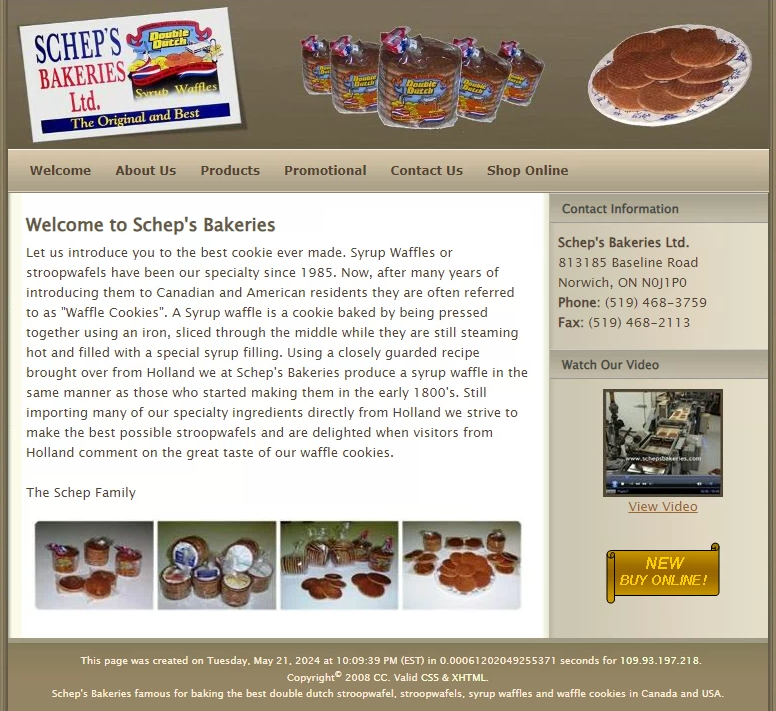 SCHEP'S
BAKERIES
Ltd.
Double
Dutch
Syrup Waffles
The Original and Best
Double
Dutch
Welcome About Us Products Promotional Contact Us Shop Online
Welcome to Schep's Bakeries
Let us introduce you to the best cookie ever made. Syrup Waffles or
stroopwafels have been our specialty since 1985. Now, after many years of
introducing them to Canadian and American residents they are often referred
to as "Waffle Cookies". A Syrup waffle is a cookie baked by being pressed
together using an iron, sliced through the middle while they are still steaming
hot and filled with a special syrup filling. Using a closely guarded recipe
brought over from Holland we at Schep's Bakeries produce a syrup waffle in the
same manner as those who started making them in the early 1800's. Still
importing many of our specialty ingredients directly from Holland we strive to
make the best possible stroopwafels and are delighted when visitors from
Holland comment on the great taste of our waffle cookies.
The Schep Family
Contact Information
Schep's Bakeries Ltd.
813185 Baseline Road
Norwich, ON N0J1P0
Phone: (519) 468-3759
Fax: (519) 468-2113
Watch Our Video
www.schepsbakeries.com
View Video
NEW
BUY ONLINE!
This page was created on Tuesday, May 21, 2024 at 10:09:39 PM (EST) in 0.00061202049255371 seconds for 109.93.197.218.
Copyright© 2008 CC. Valid CSS & XHTML.
Schep's Bakeries famous for baking the best double dutch stroopwafel, stroopwafels, syrup waffles and waffle cookies in Canada and USA.